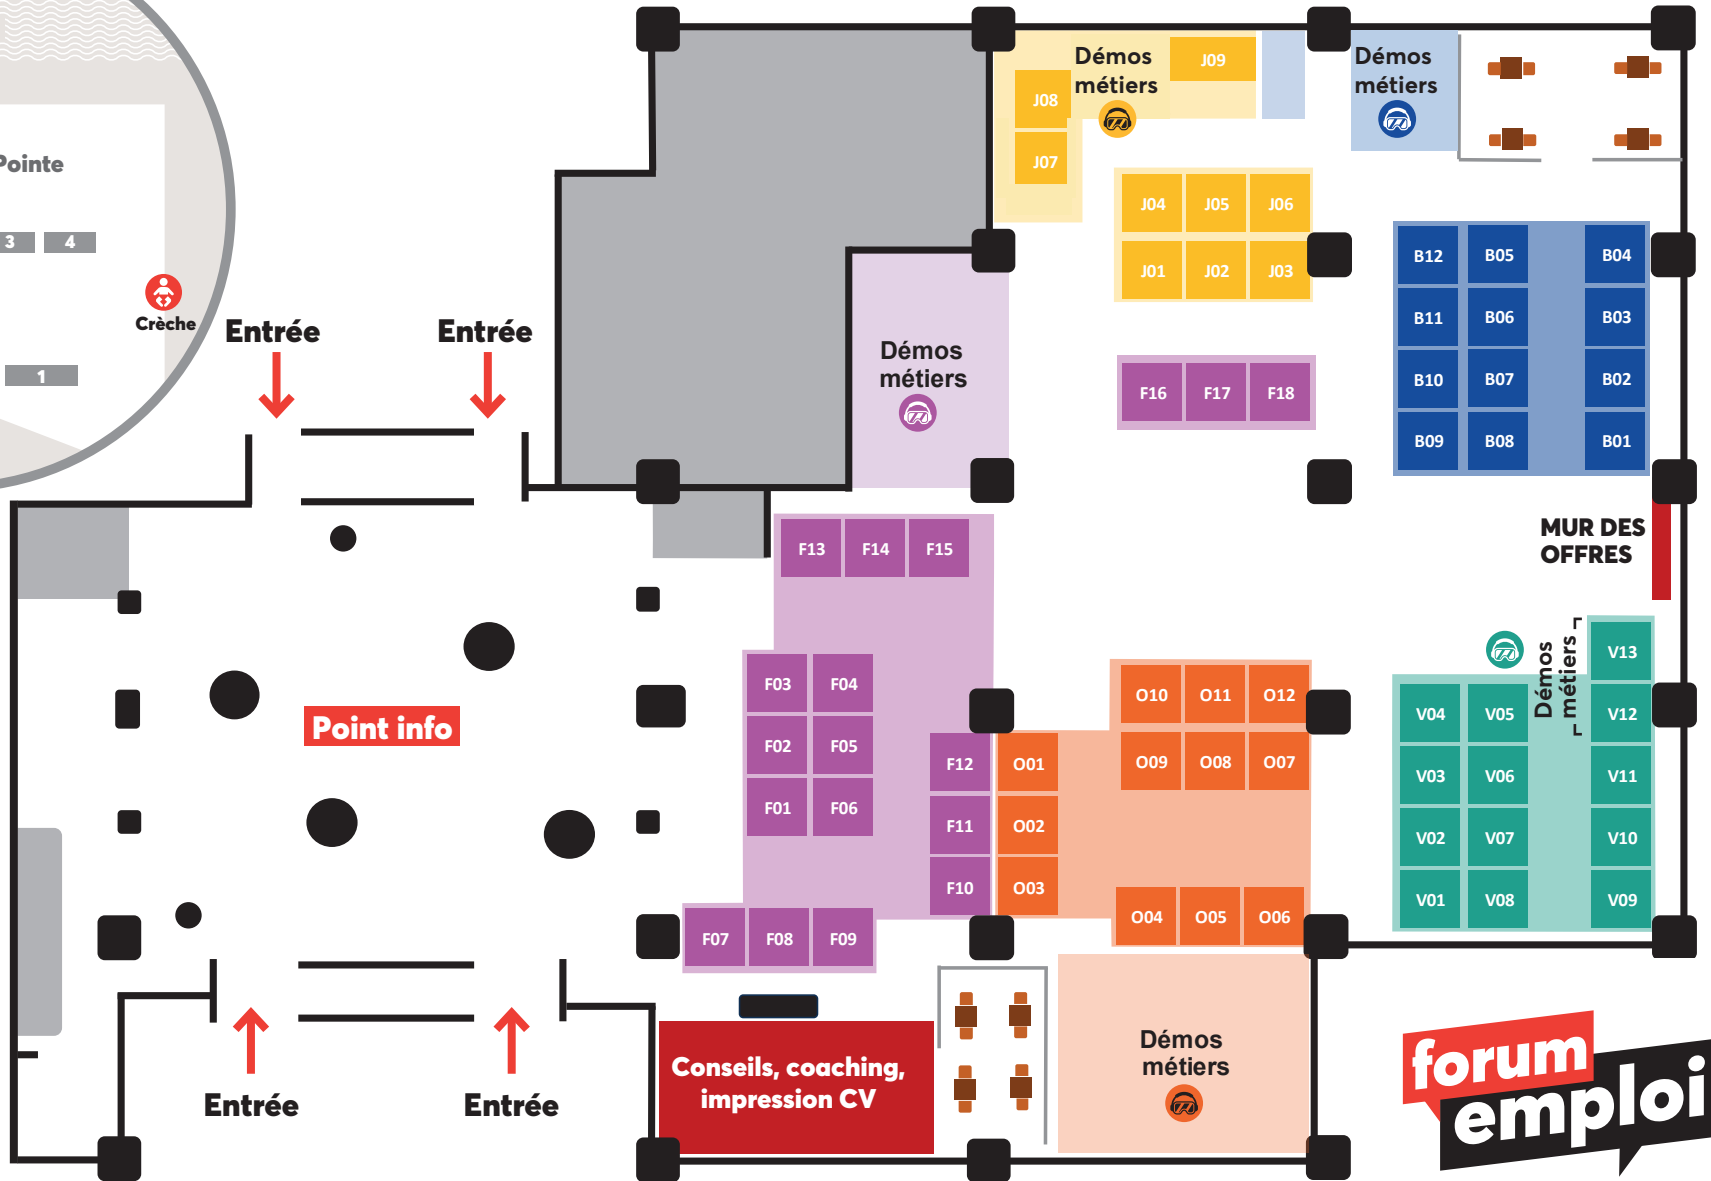 Pointe
3
4
Crèche
1
Entrée
Entrée
Démos
métiers
J09
J08
J07
J04
J05
J06
J01
J02
J03
Démos
métiers
B12
B05
B04
B11
B06
B03
B10
B07
B02
B09
B08
B01
Démos
métiers
F16
F17
F18
MUR DES
OFFRES
F13
F14
F15
F03
F04
F02
F05
F01
F06
F12
F11
F10
F07
F08
F09
Point info
O10
O11
O12
O09
O08
O07
O01
O02
O03
O04
O05
O06
Démos
métiers
V13
V04
V05
V12
V03
V06
V11
V02
V07
V10
V01
V08
V09
Entrée
Entrée
Conseils, coaching,
impression CV
Démos
métiers
forum
emploi